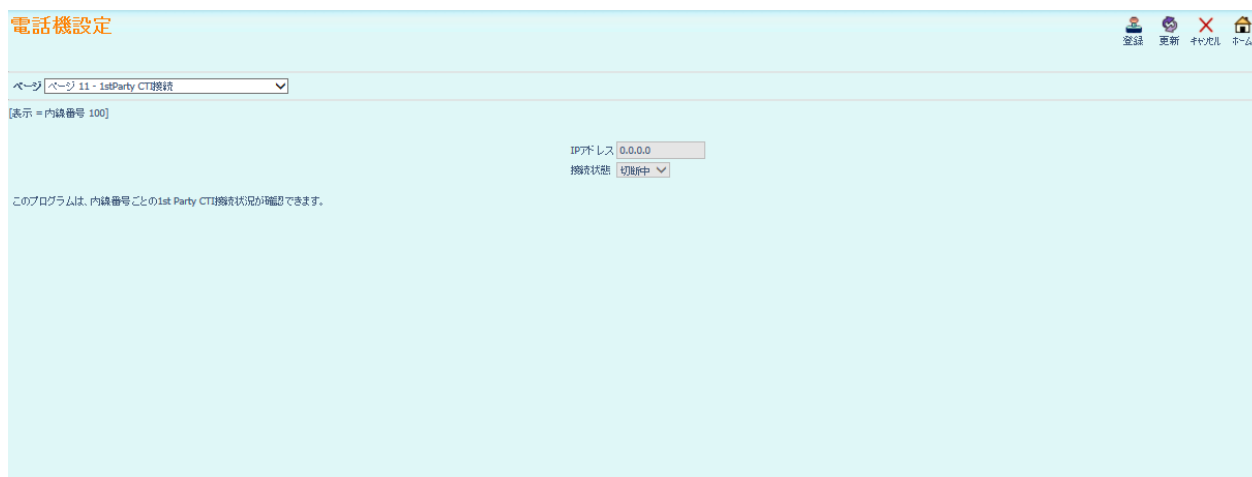 電話機設定
登録 更新 キャンセル ホーム
ページ ページ 11 - 1stParty CTI接続
[表示 = 内線番号 100]
IPアドレス 0.0.0.0
接続状態 切断中
このプログラムは、内線番号ごとの1st Party CTI接続状況が確認できます。